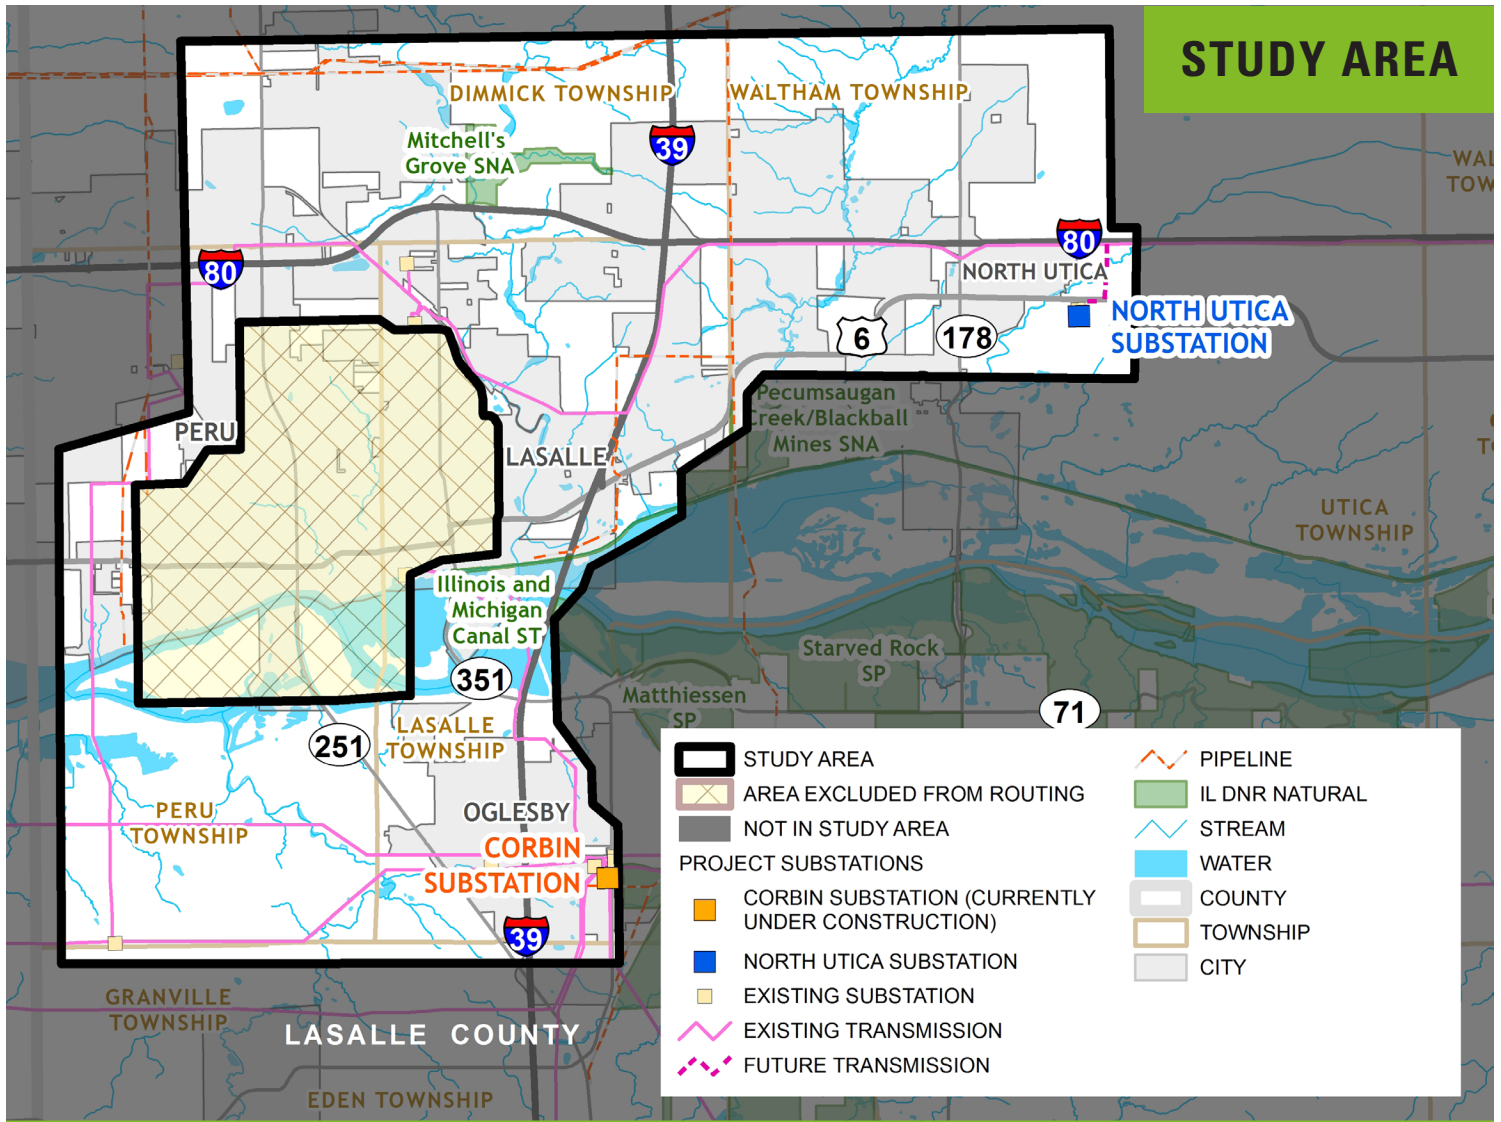 STUDY AREA
DIMMICK TOWNSHIP
WALTHAM TOWNSHIP
Mitchell's
Grove SNA
39
80
80
NORTH UTICA
NORTH UTICA
SUBSTATION
6
178
PERU
LASALLE
Pecumsaugan
Creek/Blackball
Mines SNA
UTICA
TOWNSHIP
Illinois and
Michigan
Canal ST
351
Starved Rock
SP
Matthiessen
SP
71
251
LASALLE
TOWNSHIP
PERU
TOWNSHIP
OGLESBY
CORBIN
SUBSTATION
39
GRANVILLE
TOWNSHIP
LASALLE COUNTY
EDEN TOWNSHIP
STUDY AREA
AREA EXCLUDED FROM ROUTING
NOT IN STUDY AREA
PROJECT SUBSTATIONS
CORBIN SUBSTATION (CURRENTLY
UNDER CONSTRUCTION)
NORTH UTICA SUBSTATION
EXISTING SUBSTATION
EXISTING TRANSMISSION
FUTURE TRANSMISSION
PIPELINE
IL DNR NATURAL
STREAM
WATER
COUNTY
TOWNSHIP
CITY